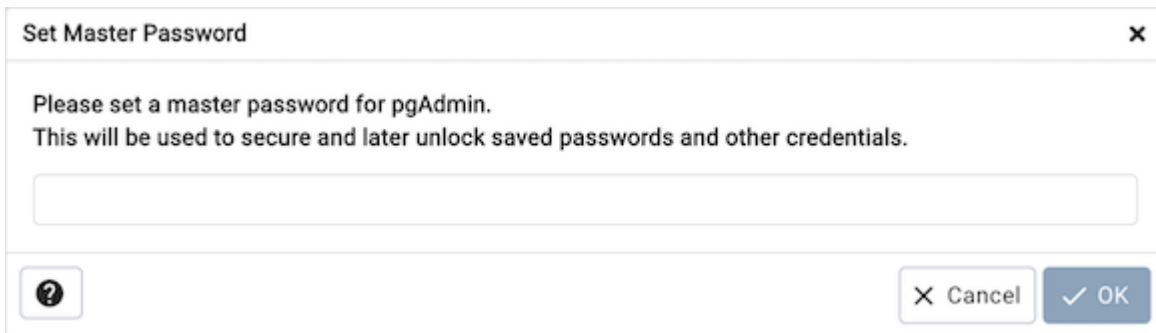 Set Master Password
Please set a master password for pgAdmin.
This will be used to secure and later unlock saved passwords and other credentials.
Cancel
OK